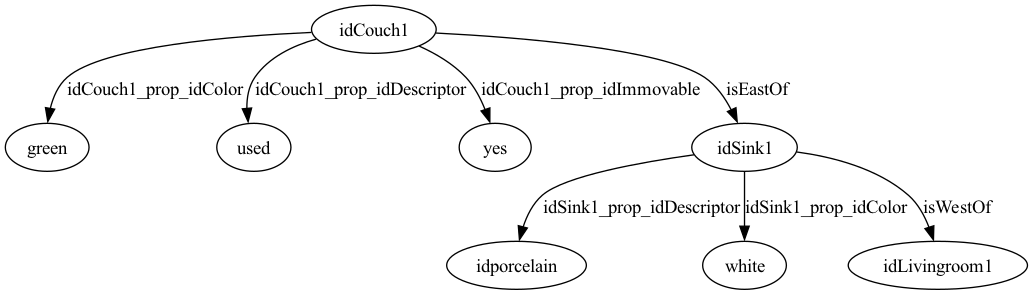 idCouch1
idCouch1_prop_idColor
idCouch1_prop_idDescriptor
idCouch1_prop_idImmovable
isEastOf
green
used
yes
idSink1
idSink1_prop_idDescriptor
idSink1_prop_idColor
isWestOf
idporcelain
white
idLivingroom1